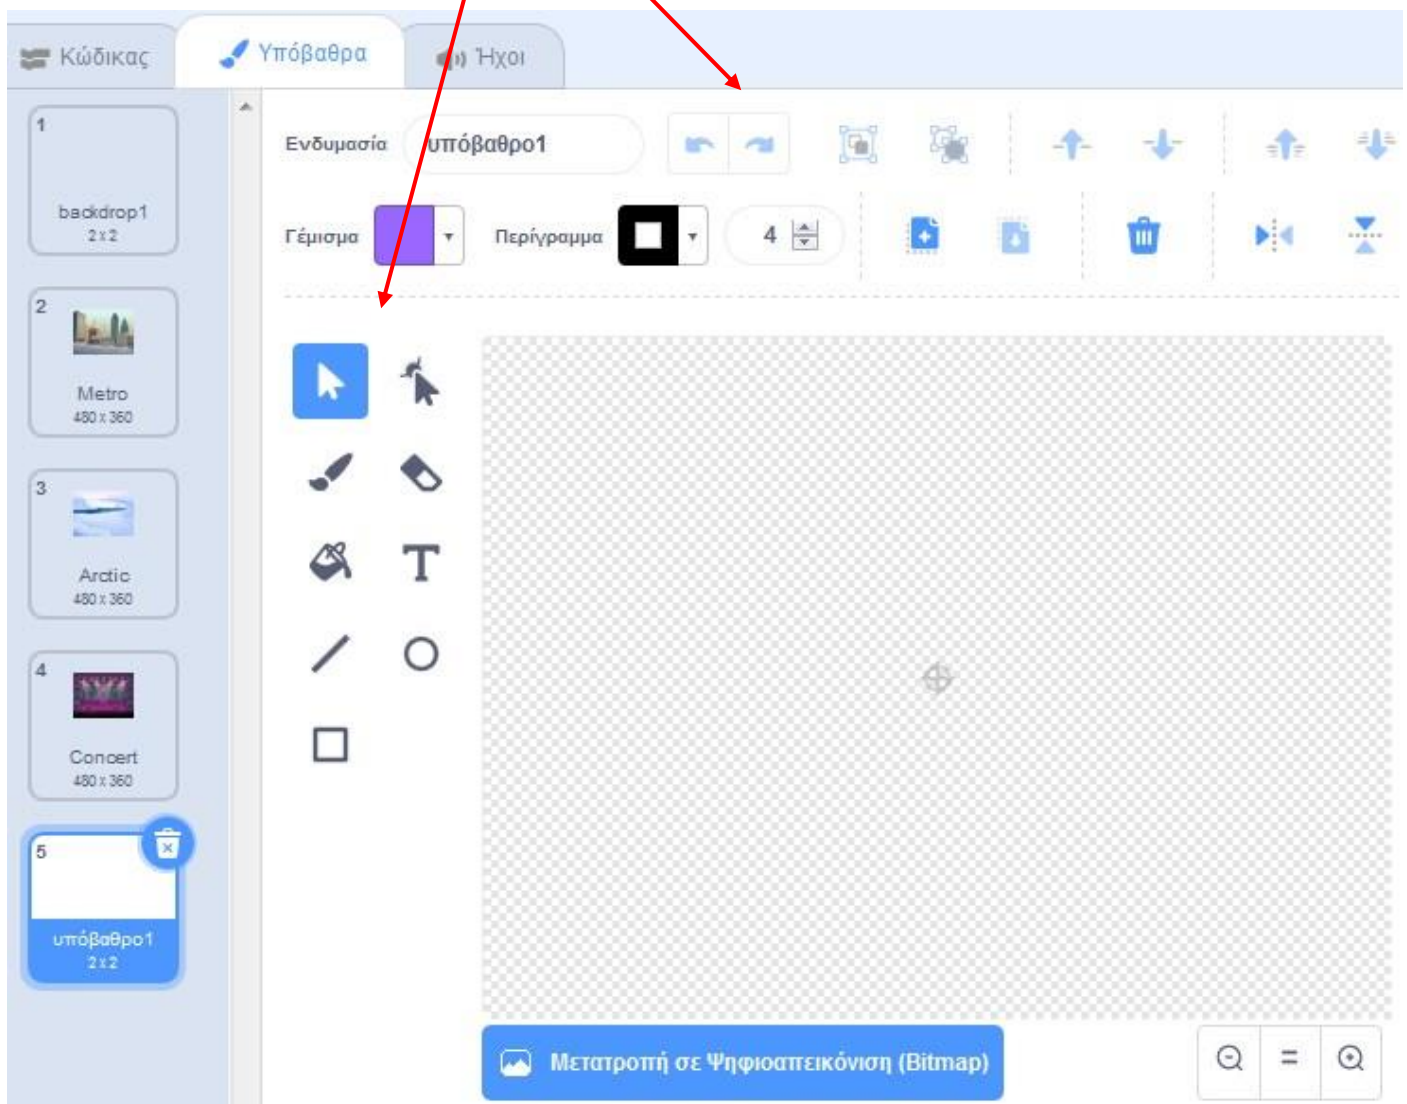 Κώδικας
Υπόβαθρα
Ήχοι
1
backdrop1
2 x 2
2
Metro
480 x 360
3
Arctic
480 x 360
4
Concert
480 x 360
5
υπόβαθρο1
2 x 2
Ενδυμασία υπόβαθρο1
Γέμισμα Περίγραμμα 4
Μετατροπή σε Ψηφιοαπεικόνιση (Bitmap)